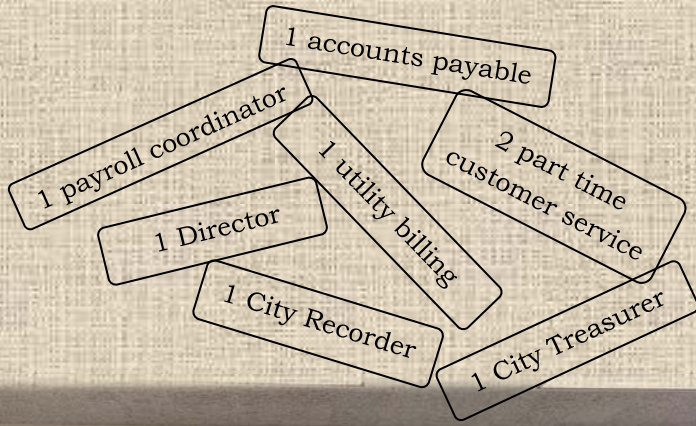 1 accounts payable
1 payroll coordinator
2 part time
customer service
1 utility billing
1 Director
1 City Recorder
1 City Treasurer